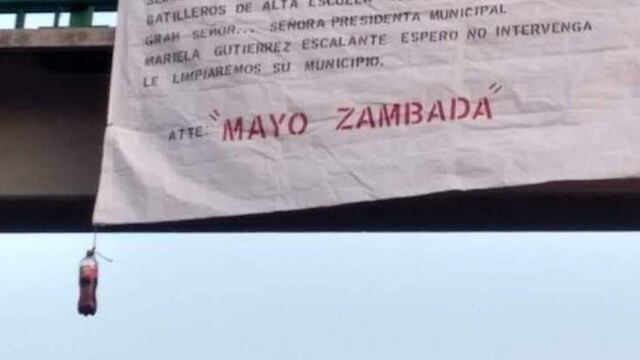 GATILLEROS DE ALTA ESCUELA
GRAN SEÑOR... SEÑORA PRESIDENTA MUNICIPAL
MARIELA GUTIERREZ ESCALANTE ESPERO NO INTERVENGA
LE LIMPIAREMOS SU MUNICIPIO.
ATTE: "MAYO ZAMBADA"